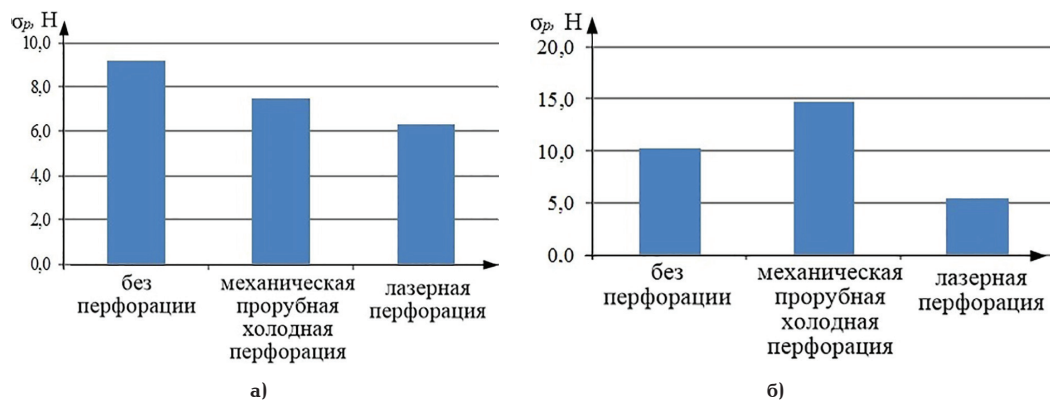 σp, Н
10,0
8,0
6,0
4,0
2,0
0,0
без
перфорации
механическая
прорубная
холодная
перфорация
лазерная
перфорация
а)
σp, Н
20,0
15,0
10,0
5,0
0,0
без
перфорации
механическая
прорубная
холодная
перфорация
лазерная
перфорация
б)